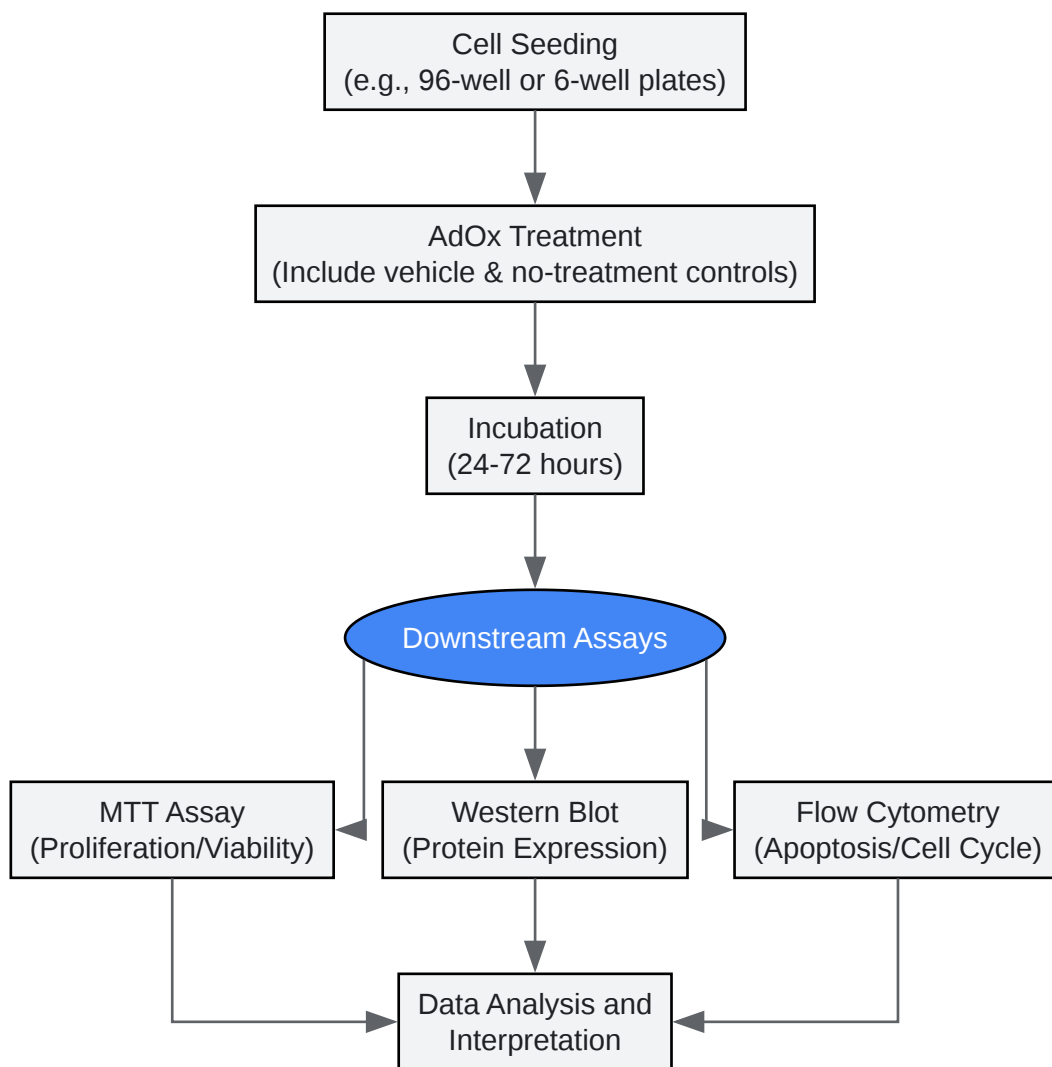 Cell Seeding
(e.g., 96-well or 6-well plates)
AdOx Treatment
(Include vehicle & no-treatment controls)
Incubation
(24-72 hours)
Downstream Assays
MTT Assay
(Proliferation/Viability)
Western Blot
(Protein Expression)
Flow Cytometry
(Apoptosis/Cell Cycle)
Data Analysis and
Interpretation